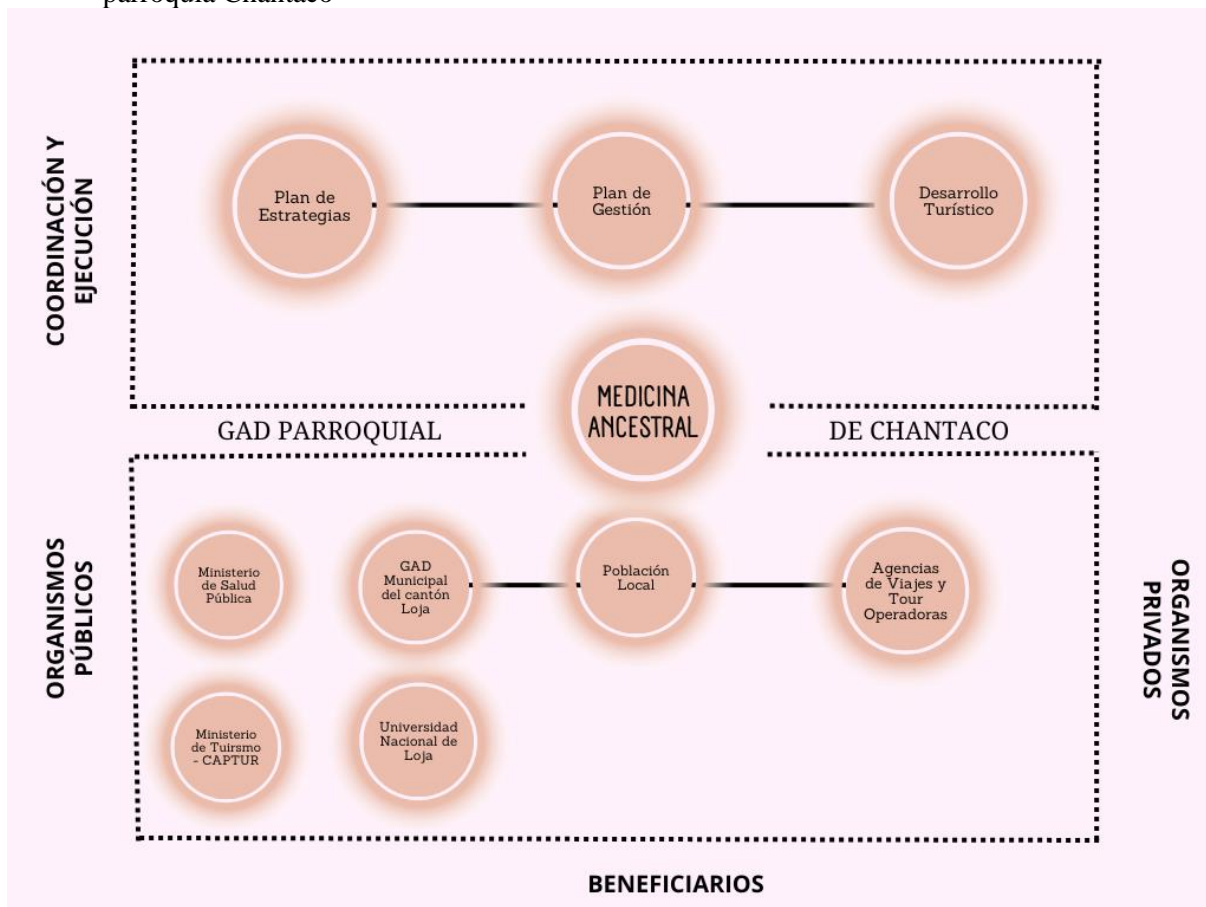 parroquia Chantaco
COORDINACIÓN Y
EJECUCIÓN
Plan de
Estrategias
Plan de
Gestión
Desarrollo
Turístico
MEDICINA
ANCESTRAL
GAD PARROQUIAL
DE CHANTACO
ORGANISMOS
PÚBLICOS
Ministerio
de Salud
Pública
GAD
Municipal
del cantón
Loja
Población
Local
Agencias
de Viajes y
Tour
Operadoras
Ministerio
de Tuirsmo
- CAPTUR
Universidad
Nacional de
Loja
ORGANISMOS
PRIVADOS
BENEFICIARIOS